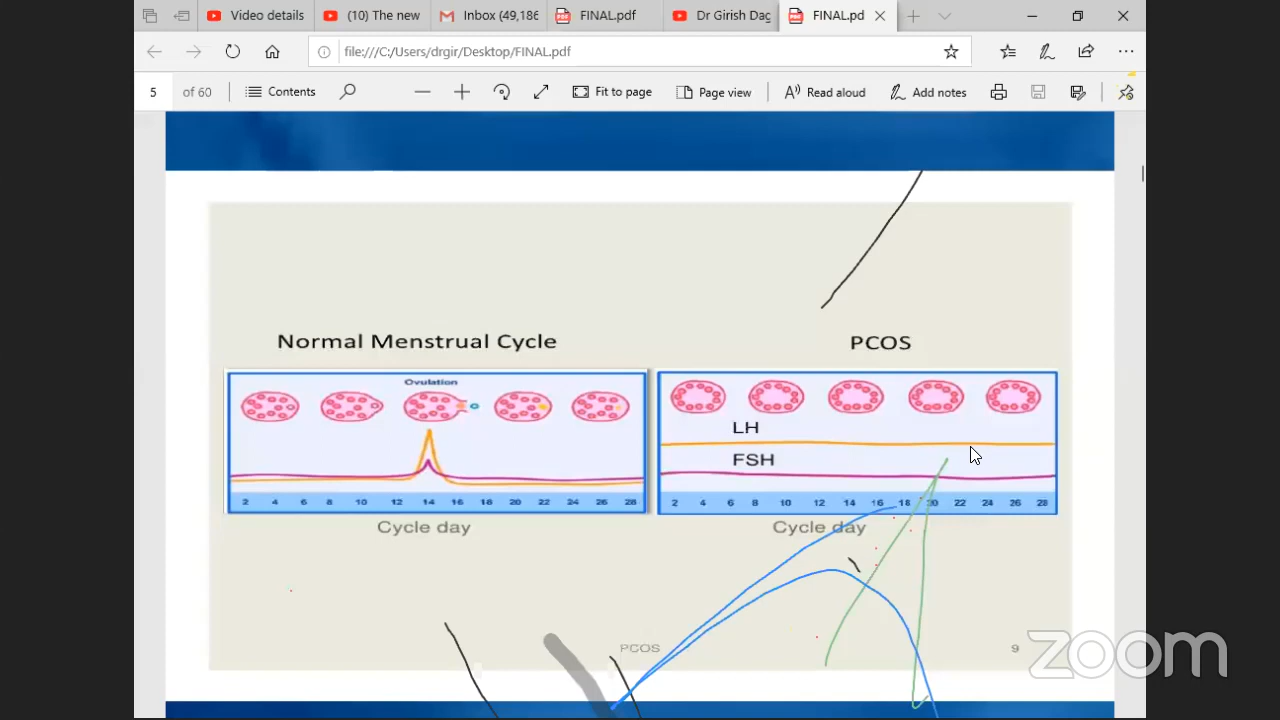 Video details
(10) The new
Inbox (49,186
FINAL.pdf
Dr Girish Dag
FINAL.pd
file:///C:/Users/drgir/Desktop/FINAL.pdf
5 of 60 Contents Fit to page Page view Read aloud Add notes
Normal Menstrual Cycle
PCOS
Ovulation
LH
FSH
2 4 6 8 10 12 14 16 18 20 22 24 26 28
2 4 6 8 10 12 14 16 18 20 22 24 26 28
Cycle day
Cycle day
PCOS
9
zoom